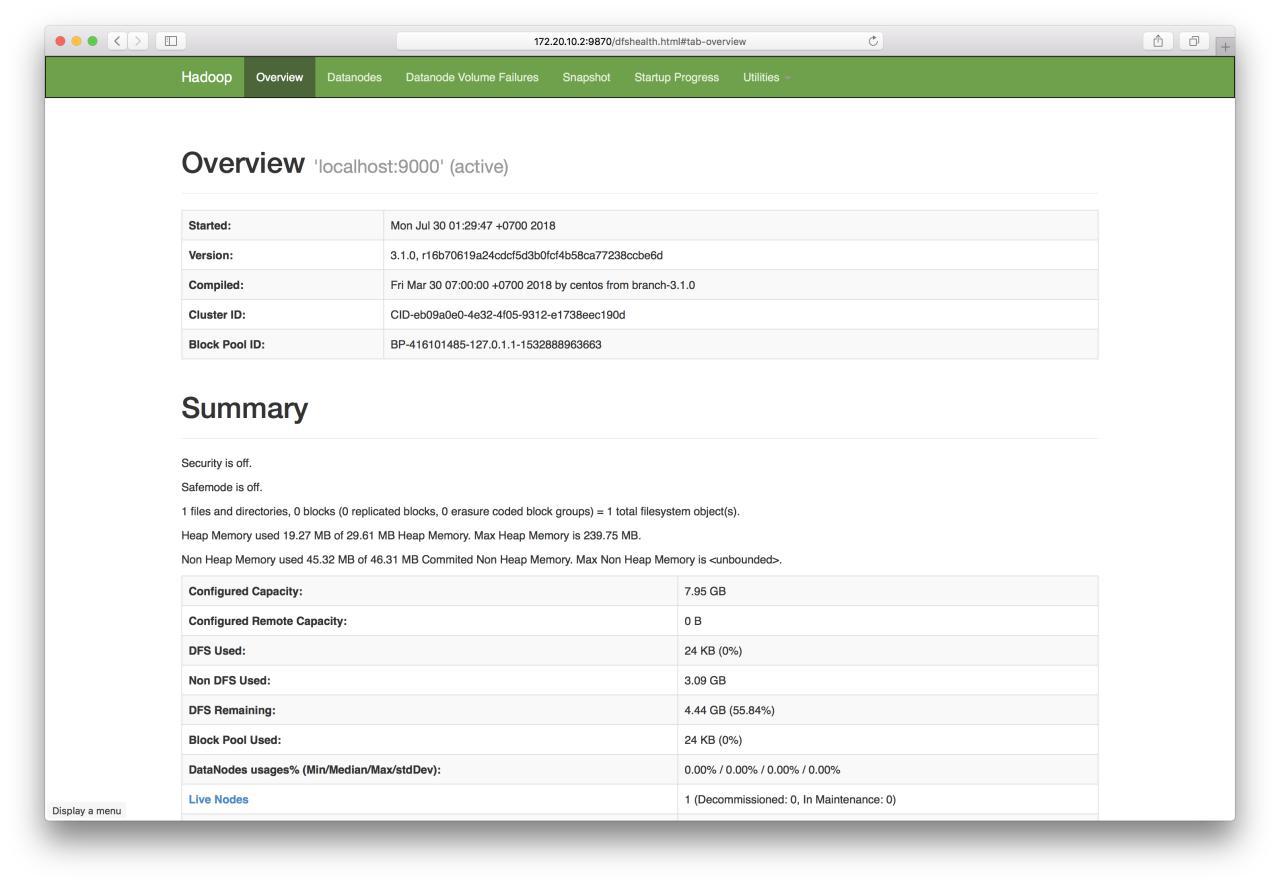 172.20.10.2:9870/dfshealth.html#tab-overview
Hadoop Overview Datanodes Datanode Volume Failures Snapshot Startup Progress Utilities
Overview 'localhost:9000' (active)
Started: Mon Jul 30 01:29:47 +0700 2018
Version: 3.1.0, r16b70619a24cdcf5d3b0fcf4b58ca77238ccbe6d
Compiled: Fri Mar 30 07:00:00 +0700 2018 by centos from branch-3.1.0
Cluster ID: CID-eb09a0e0-4e32-4f05-9312-e1738eec190d
Block Pool ID: BP-416101485-127.0.1.1-1532888963663
Summary
Security is off.
Safemode is off.
1 files and directories, 0 blocks (0 replicated blocks, 0 erasure coded block groups) = 1 total filesystem object(s).
Heap Memory used 19.27 MB of 29.61 MB Heap Memory. Max Heap Memory is 239.75 MB.
Non Heap Memory used 45.32 MB of 46.31 MB Commited Non Heap Memory. Max Non Heap Memory is <unbounded>.
Configured Capacity: 7.95 GB
Configured Remote Capacity: 0 B
DFS Used: 24 KB (0%)
Non DFS Used: 3.09 GB
DFS Remaining: 4.44 GB (55.84%)
Block Pool Used: 24 KB (0%)
DataNodes usages% (Min/Median/Max/stdDev): 0.00% / 0.00% / 0.00% / 0.00%
Live Nodes 1 (Decommissioned: 0, In Maintenance: 0)
Display a menu